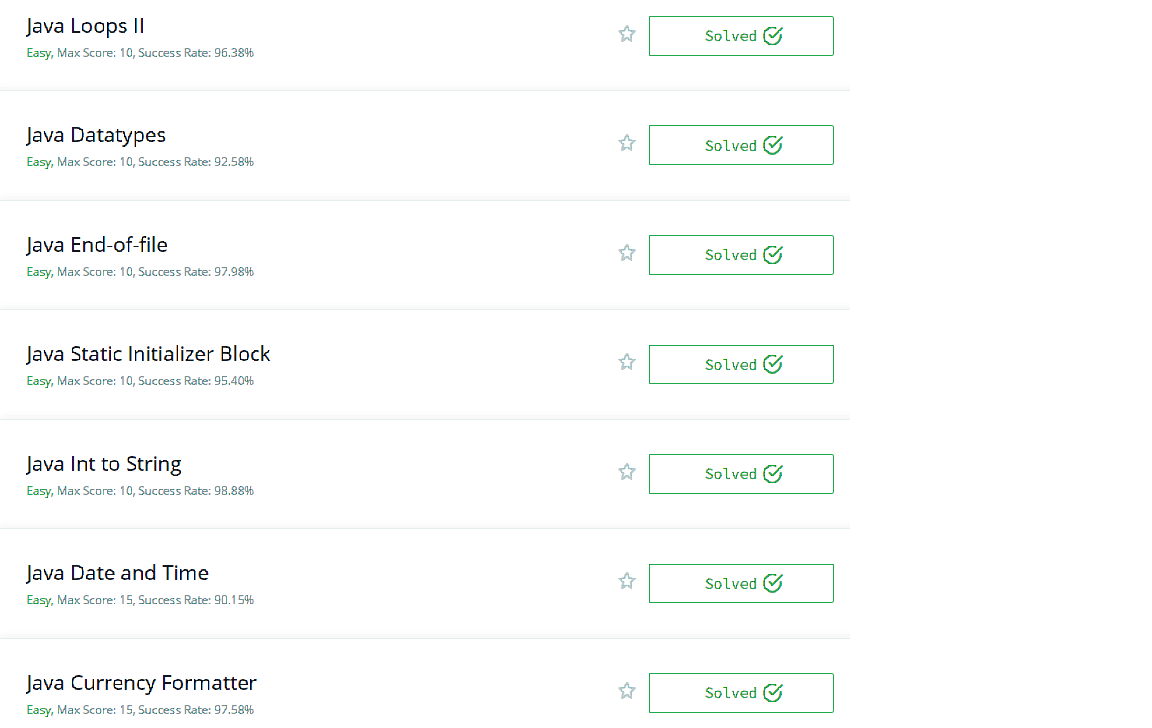 Java Loops II
Easy, Max Score: 10, Success Rate: 96.38%
Solved
Java Datatypes
Easy, Max Score: 10, Success Rate: 92.58%
Solved
Java End-of-file
Easy, Max Score: 10, Success Rate: 97.98%
Solved
Java Static Initializer Block
Easy, Max Score: 10, Success Rate: 95.40%
Solved
Java Int to String
Easy, Max Score: 10, Success Rate: 98.88%
Solved
Java Date and Time
Easy, Max Score: 15, Success Rate: 90.15%
Solved
Java Currency Formatter
Easy, Max Score: 15, Success Rate: 97.58%
Solved